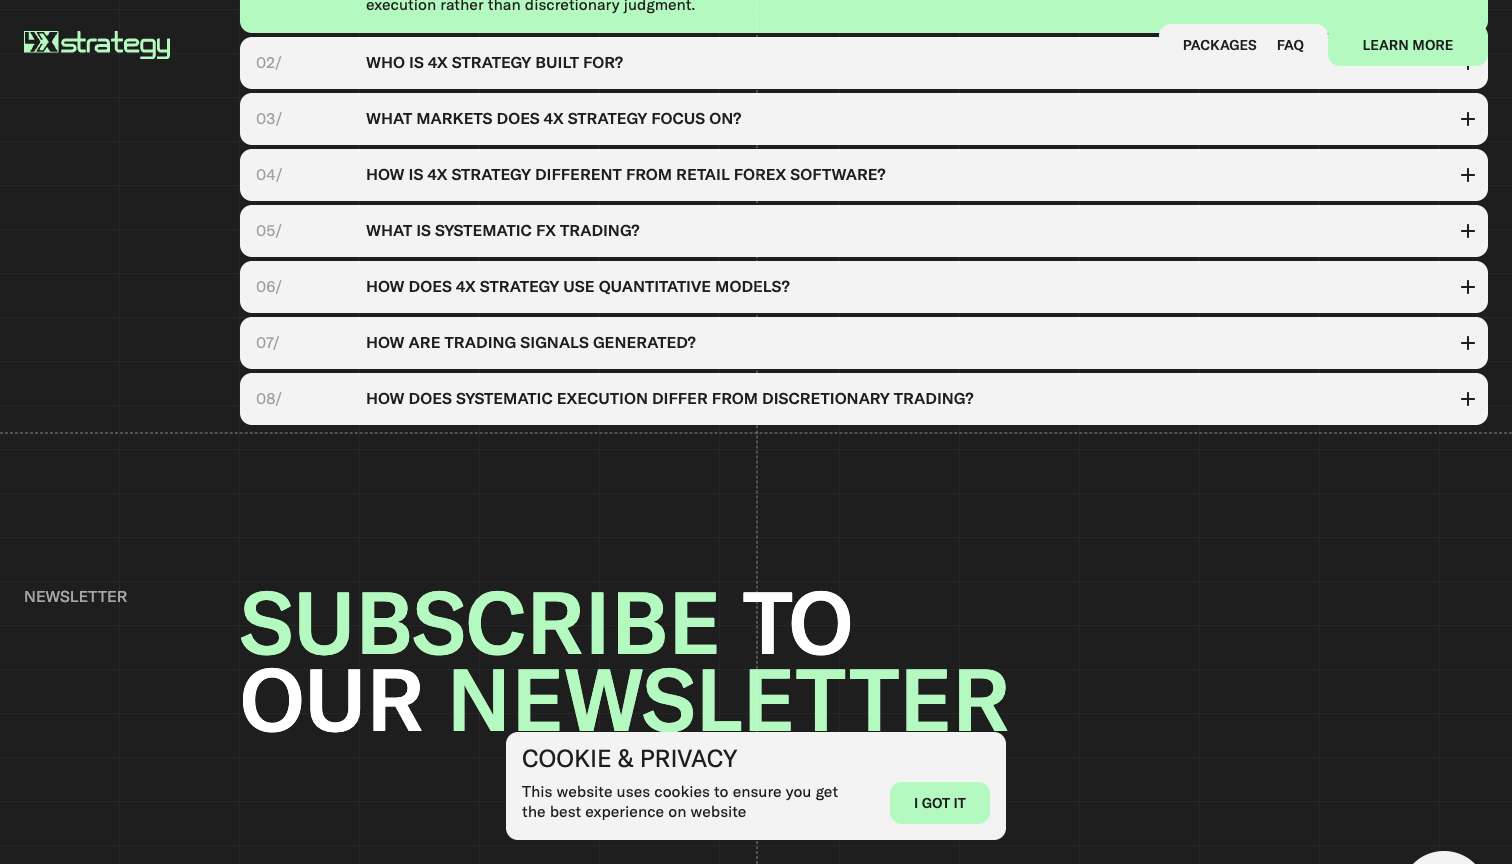 execution rather than discretionary judgment.
4Xstrategy
PACKAGES FAQ LEARN MORE
02/ WHO IS 4X STRATEGY BUILT FOR?
03/ WHAT MARKETS DOES 4X STRATEGY FOCUS ON?
04/ HOW IS 4X STRATEGY DIFFERENT FROM RETAIL FOREX SOFTWARE?
05/ WHAT IS SYSTEMATIC FX TRADING?
06/ HOW DOES 4X STRATEGY USE QUANTITATIVE MODELS?
07/ HOW ARE TRADING SIGNALS GENERATED?
08/ HOW DOES SYSTEMATIC EXECUTION DIFFER FROM DISCRETIONARY TRADING?
NEWSLETTER
SUBSCRIBE TO
OUR NEWSLETTER
COOKIE & PRIVACY
This website uses cookies to ensure you get
the best experience on website
I GOT IT